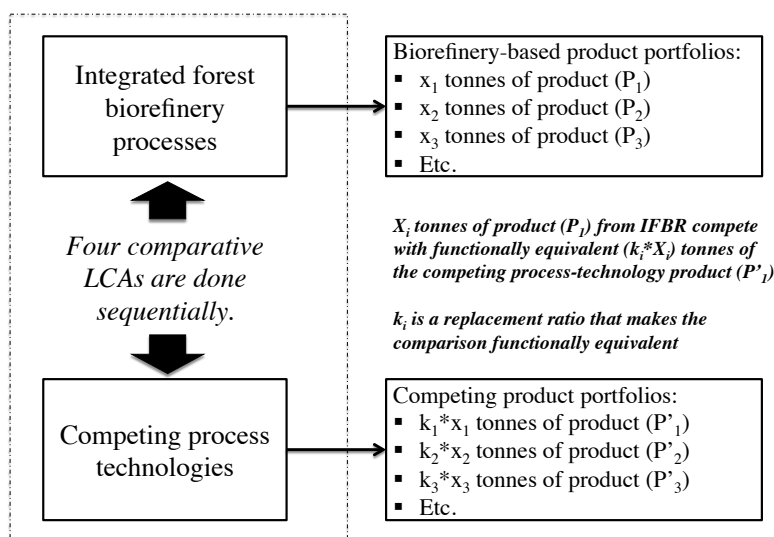 Integrated forest
biorefinery
processes
Biorefinery-based product portfolios:
▪ x₁ tonnes of product (P₁)
▪ x₂ tonnes of product (P₂)
▪ x₃ tonnes of product (P₃)
▪ Etc.
Four comparative
LCAs are done
sequentially.
Xᵢ tonnes of product (P₁) from IFBR compete
with functionally equivalent (kᵢ*Xᵢ) tonnes of
the competing process-technology product (P’₁)
kᵢ is a replacement ratio that makes the
comparison functionally equivalent
Competing process
technologies
Competing product portfolios:
▪ k₁*x₁ tonnes of product (P’₁)
▪ k₂*x₂ tonnes of product (P’₂)
▪ k₃*x₃ tonnes of product (P’₃)
▪ Etc.